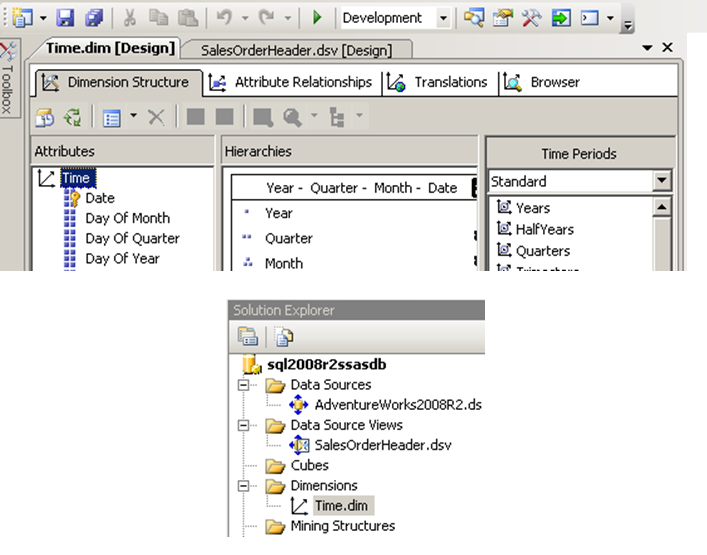 Development
Time.dim [Design]
SalesOrderHeader.dsv [Design]
Toolbox
Dimension Structure
Attribute Relationships
Translations
Browser
Attributes
Hierarchies
Time Periods
Time
Date
Day Of Month
Day Of Quarter
Day Of Year
Year - Quarter - Month - Date
Year
Quarter
Month
Standard
Years
HalfYears
Quarters
Solution Explorer
sql2008r2ssasdb
Data Sources
AdventureWorks2008R2.ds
Data Source Views
SalesOrderHeader.dsv
Cubes
Dimensions
Time.dim
Mining Structures